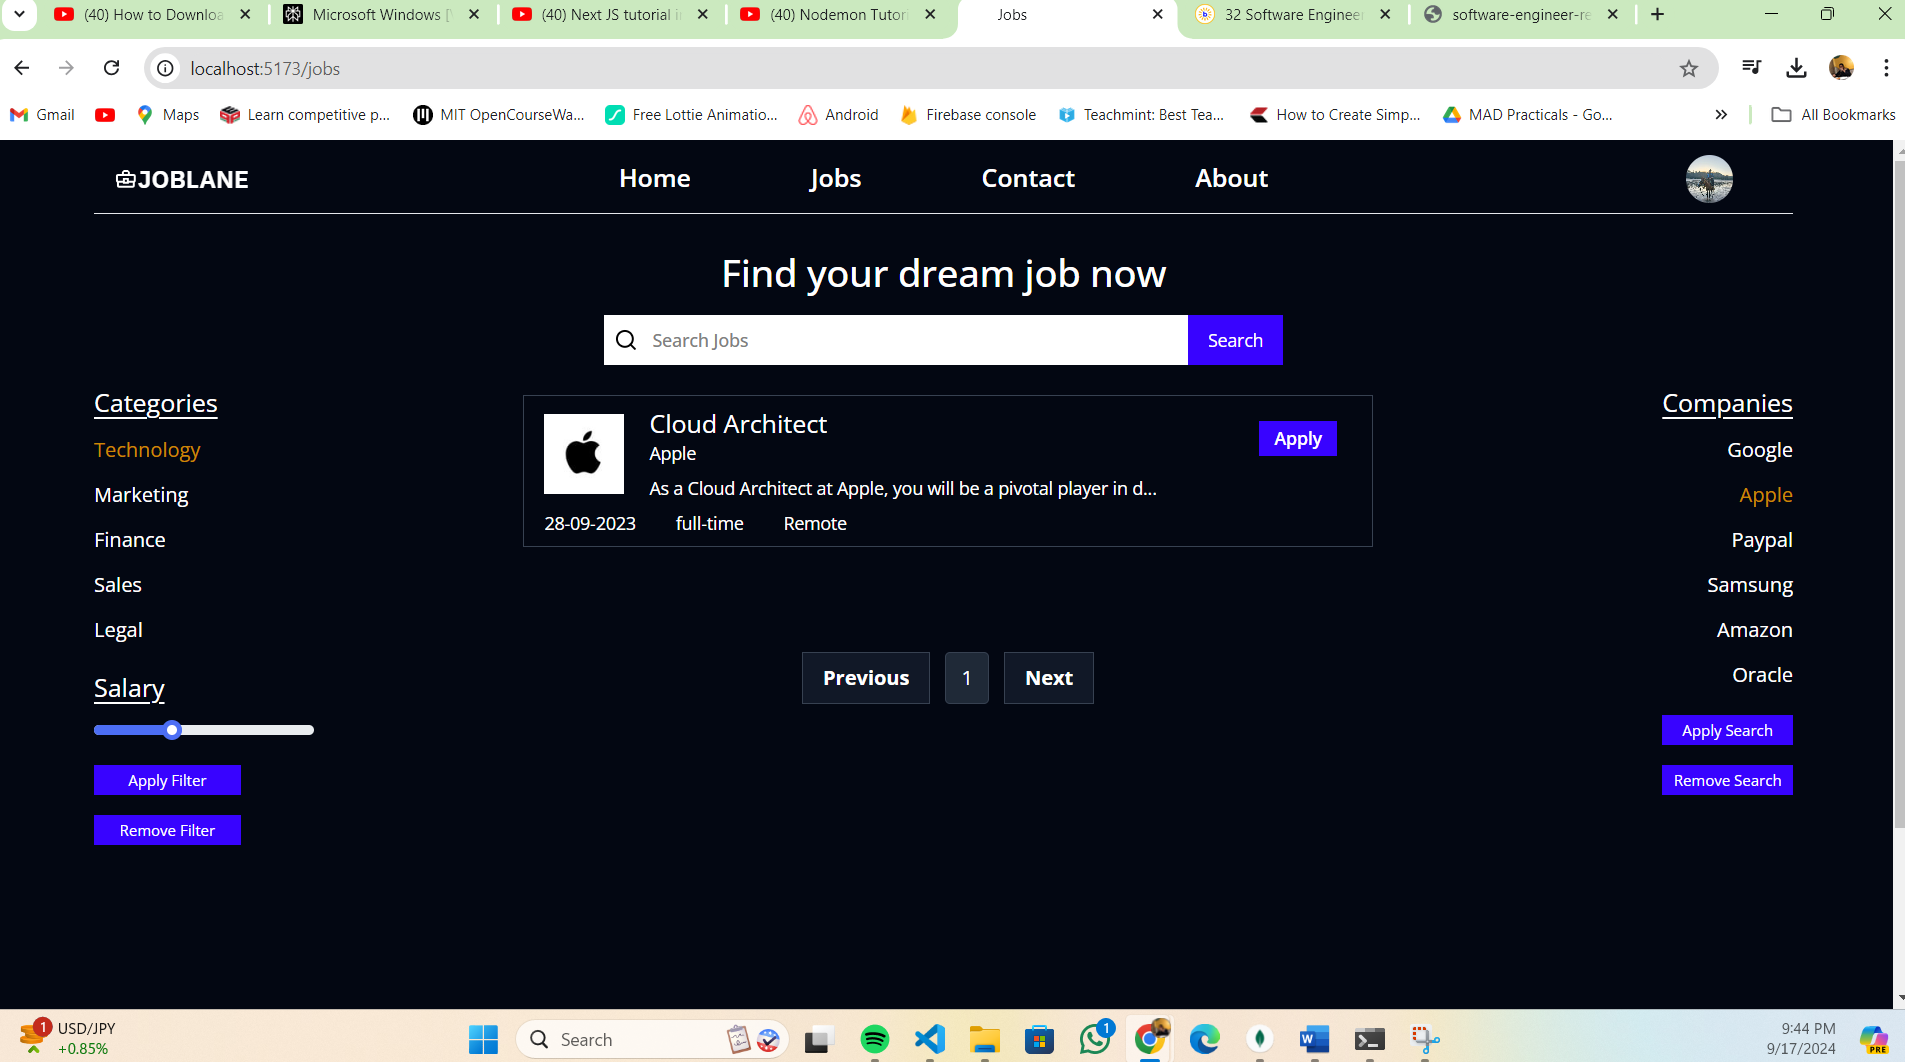 (40) How to Downloa
Microsoft Windows [V
(40) Next JS tutorial i
(40) Nodemon Tutori
Jobs
32 Software Engineer
software-engineer-re
localhost:5173/jobs
Gmail
Maps
Learn competitive p...
MIT OpenCourseWa...
Free Lottie Animatio...
Android
Firebase console
Teachmint: Best Tea...
How to Create Simp...
MAD Practicals - Go...
»
All Bookmarks
JOBLANE
Home
Jobs
Contact
About
Find your dream job now
Search Jobs
Search
Categories
Technology
Marketing
Finance
Sales
Legal
Salary
Apply Filter
Remove Filter
Cloud Architect
Apple
As a Cloud Architect at Apple, you will be a pivotal player in d...
28-09-2023 full-time Remote
Apply
Previous
1
Next
Companies
Google
Apple
Paypal
Samsung
Amazon
Oracle
Apply Search
Remove Search
1
USD/JPY
+0.85%
Search
1
9:44 PM
9/17/2024
PRE